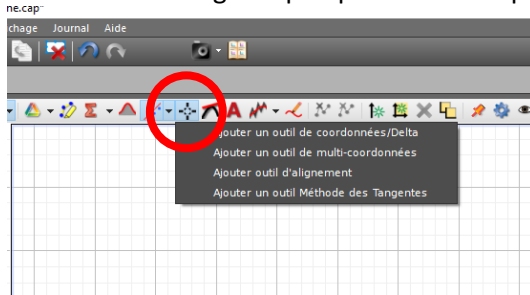 ne.cap
chage Journal Aide
Ajouter un outil de coordonnées/Delta
Ajouter un outil de multi-coordonnées
Ajouter outil d'alignement
Ajouter un outil Méthode des Tangentes